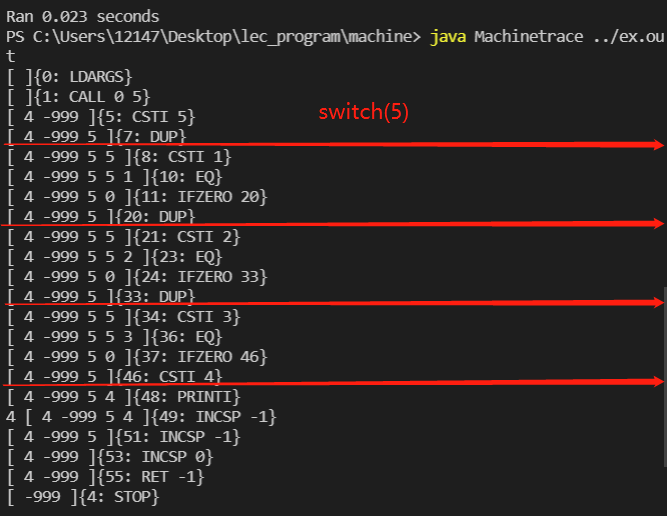 Ran 0.023 seconds
PS C:\Users\12147\Desktop\lec_program\machine> java Machinetrace ../ex.ou
t
[ ]{0: LDARGS}
[ ]{1: CALL 0 5}
[ 4 -999 ]{5: CSTI 5}
switch(5)
[ 4 -999 5 ]{7: DUP}
[ 4 -999 5 5 ]{8: CSTI 1}
[ 4 -999 5 5 1 ]{10: EQ}
[ 4 -999 5 0 ]{11: IFZERO 20}
[ 4 -999 5 ]{20: DUP}
[ 4 -999 5 5 ]{21: CSTI 2}
[ 4 -999 5 5 2 ]{23: EQ}
[ 4 -999 5 0 ]{24: IFZERO 33}
[ 4 -999 5 ]{33: DUP}
[ 4 -999 5 5 ]{34: CSTI 3}
[ 4 -999 5 5 3 ]{36: EQ}
[ 4 -999 5 0 ]{37: IFZERO 46}
[ 4 -999 5 ]{46: CSTI 4}
[ 4 -999 5 4 ]{48: PRINTI}
4 [ 4 -999 5 4 ]{49: INCSP -1}
[ 4 -999 5 ]{51: INCSP -1}
[ 4 -999 ]{53: INCSP 0}
[ 4 -999 ]{55: RET -1}
[ -999 ]{4: STOP}